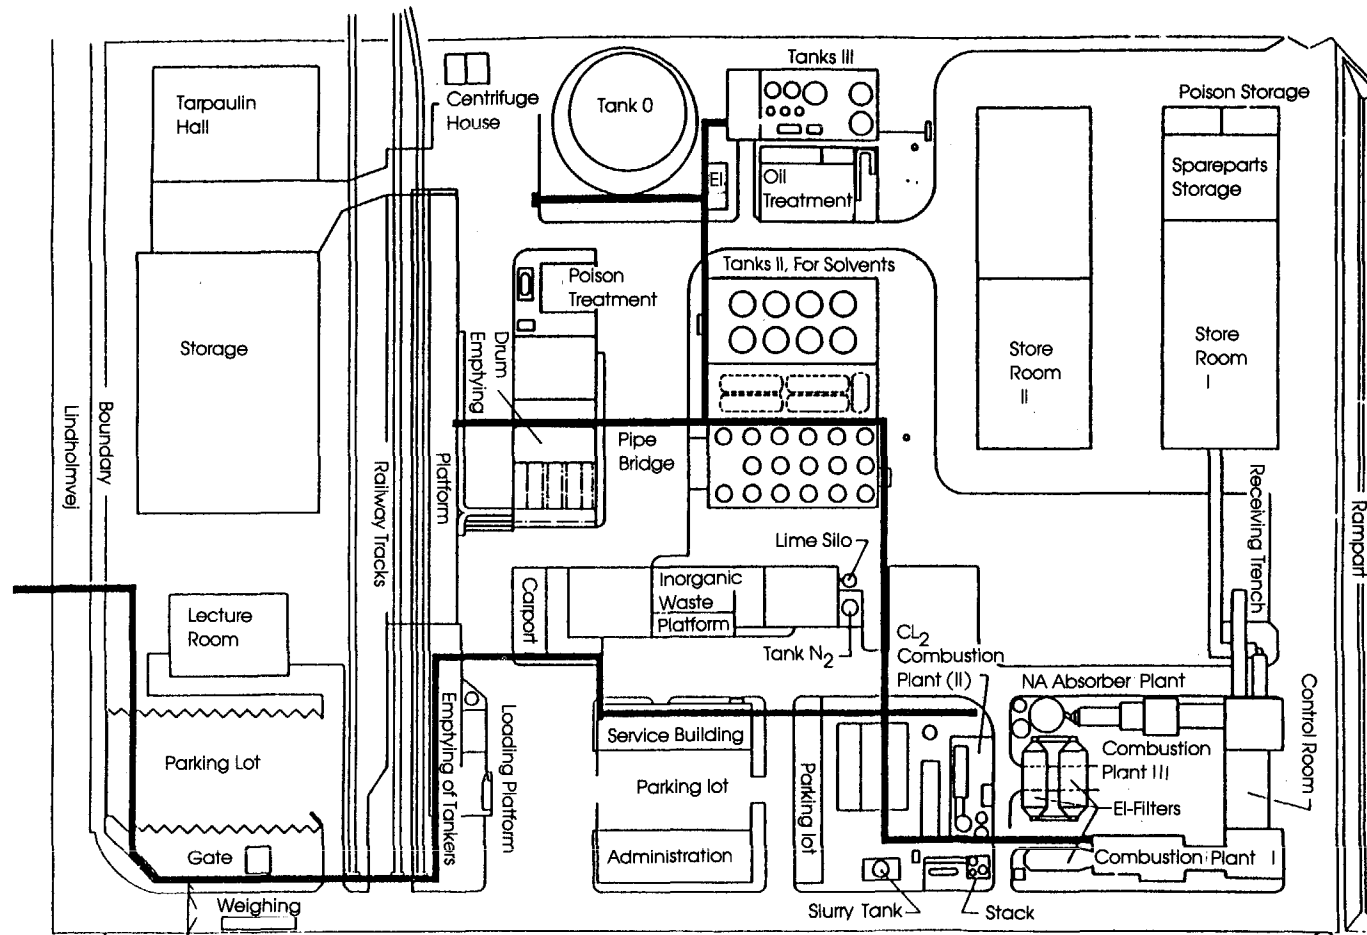 Tanks III
Tarpaulin
Hall
Centrifuge
House
Tank 0
Poison Storage
Spareparts
Storage
El.
Oil
Treatment
Tanks II, For Solvents
Poison
Treatment
Storage
Drum
Emptying
Store
Room
II
Store
Room
I
Boundary
Lindholmvej
Railway Tracks
Platform
Pipe
Bridge
Receiving Trench
Rampart
Lime Silo
Carport
Inorganic
Waste
Platform
Lecture
Room
Tank N2
CL2
Combustion
Plant (II)
NA Absorber Plant
Control Room
Emptying of Tankers
Loading Platform
Service Building
Parking Lot
Parking lot
Parking lot
Combustion
Plant III
El-Filters
Gate
Administration
Combustion Plant I
Weighing
Slurry Tank
Stack